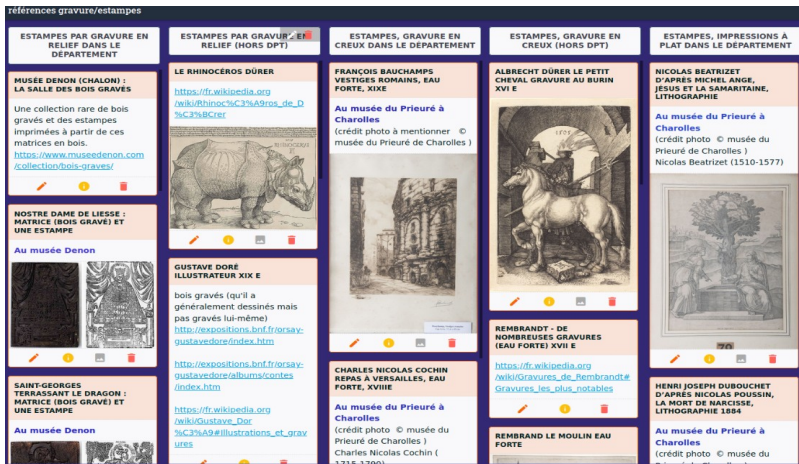 références gravure/estampes
ESTAMPES PAR GRAVURE EN
RELIEF DANS LE
DÉPARTEMENT
MUSÉE DENON (CHALON) :
LA SALLE DES BOIS GRAVÉS
Une collection rare de bois
gravés et des estampes
imprimées à partir de ces
matrices en bois.
https://www.museedenon.com
/collection/bois-graves/
NOSTRE DAME DE LIESSE :
MATRICE (BOIS GRAVÉ) ET
UNE ESTAMPE
Au musée Denon
SAINT-GEORGES
TERRASSANT LE DRAGON :
MATRICE (BOIS GRAVÉ) ET
UNE ESTAMPE
Au musée Denon
ESTAMPES PAR GRAVURE EN
RELIEF (HORS DPT)
LE RHINOCÉROS DÜRER
https://fr.wikipedia.org
/wiki/Rhinoc%C3%A9ros_de_D
%C3%BCrer
1515
RHINOCERVS
GUSTAVE DORÉ
ILLUSTRATEUR XIX E
bois gravés (qu'il a
généralement dessinés mais
pas gravés lui-même)
http://expositions.bnf.fr/orsay-
gustavedore/index.htm
http://expositions.bnf.fr/orsay-
gustavedore/albums/contes
/index.htm
https://fr.wikipedia.org
/wiki/Gustave_Dor
%C3%A9#Illustrations_et_grav
ures
ESTAMPES, GRAVURE EN
CREUX DANS LE DÉPARTEMENT
FRANÇOIS BAUCHAMPS
VESTIGES ROMAINS, EAU
FORTE, XIXE
Au musée du Prieuré à
Charolles
(crédit photo à mentionner © 
musée du Prieuré de Charolles )
CHARLES NICOLAS COCHIN
REPAS À VERSAILLES, EAU
FORTE, XVIIIE
Au musée du Prieuré à
Charolles
(crédit photo © musée du
Prieuré de Charolles )
Charles Nicolas Cochin (
1715-1790)
ESTAMPES, GRAVURE EN
CREUX (HORS DPT)
ALBRECHT DÜRER LE PETIT
CHEVAL GRAVURE AU BURIN
XVI E
1505
REMBRANDT - DE
NOMBREUSES GRAVURES
(EAU FORTE) XVII E
https://fr.wikipedia.org
/wiki/Gravures_de_Rembrandt#
Gravures_les_plus_notables
REMBRAND LE MOULIN EAU
FORTE
ESTAMPES, IMPRESSIONS À
PLAT DANS LE DÉPARTEMENT
NICOLAS BEATRIZET
D'APRÈS MICHEL ANGE,
JÉSUS ET LA SAMARITAINE,
LITHOGRAPHIE
Au musée du Prieuré à
Charolles
(crédit photo © musée du
Prieuré de Charolles )
Nicolas Beatrizet (1510-1577)
70
HENRI JOSEPH DUBOUCHET
D'APRÈS NICOLAS POUSSIN,
LA MORT DE NARCISSE,
LITHOGRAPHIE 1884
Au musée du Prieuré à
Charolles
(crédit photo © musée du